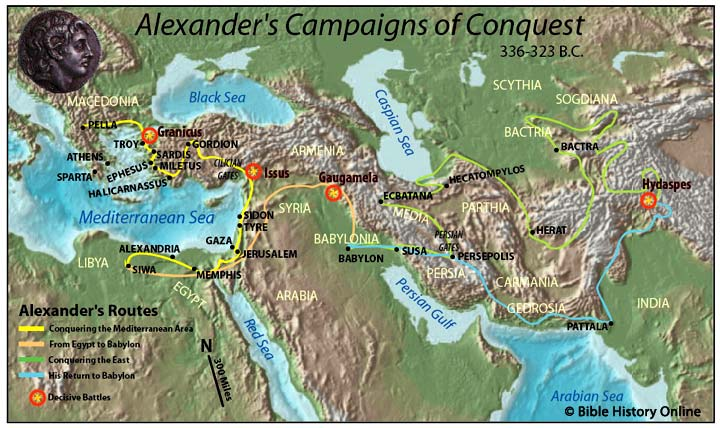 Alexander's Campaigns of Conquest
336-323 B.C.
SCYTHIA
SOGDIANA
MACEDONIA
Black Sea
Caspian Sea
PELLA
Granicus
TROY
GORDION
ARMENIA
BACTRIA
BACTRA
ATHENS
SARDIS
EPHESUS
MILETUS
CILICIAN
GATES
Issus
SPARTA
HALICARNASSUS
Gaugamela
ECBATANA
HECATOMPYLOS
Hydaspes
Mediterranean Sea
SYRIA
MEDIA
PARTHIA
SIDON
TYRE
PERSIAN
GATES
HERAT
ALEXANDRIA
GAZA
JERUSALEM
BABYLONIA
BABYLON
SUSA
PERSEPOLIS
LIBYA
SIWA
MEMPHIS
PERSIA
CARMANIA
EGYPT
ARABIA
Persian Gulf
GEDROSIA
INDIA
PATTALA
Alexander's Routes
Conquering the Mediterranean Area
From Egypt to Babylon
Conquering the East
His Return to Babylon
Decisive Battles
N
300 Miles
Red Sea
Arabian Sea
© Bible History Online